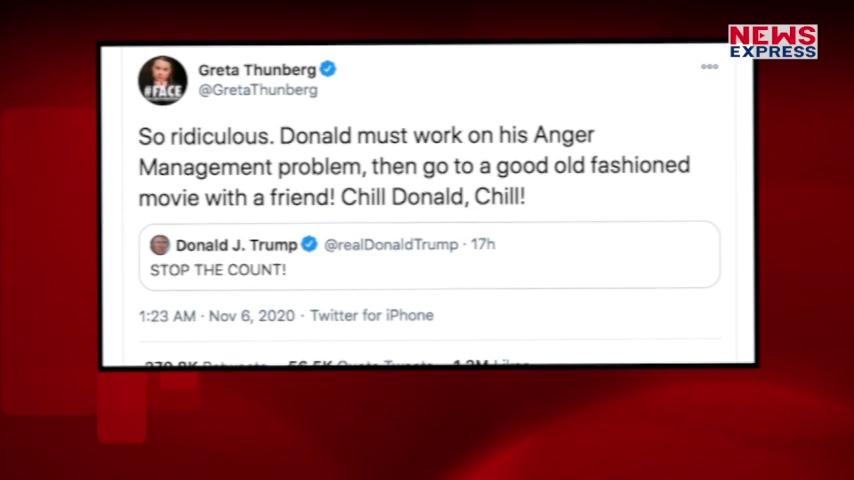 NEWS
EXPRESS
Greta Thunberg
#FACE
@GretaThunberg
So ridiculous. Donald must work on his Anger
Management problem, then go to a good old fashioned
movie with a friend! Chill Donald, Chill!
Donald J. Trump @realDonaldTrump · 17h
STOP THE COUNT!
1:23 AM · Nov 6, 2020 · Twitter for iPhone